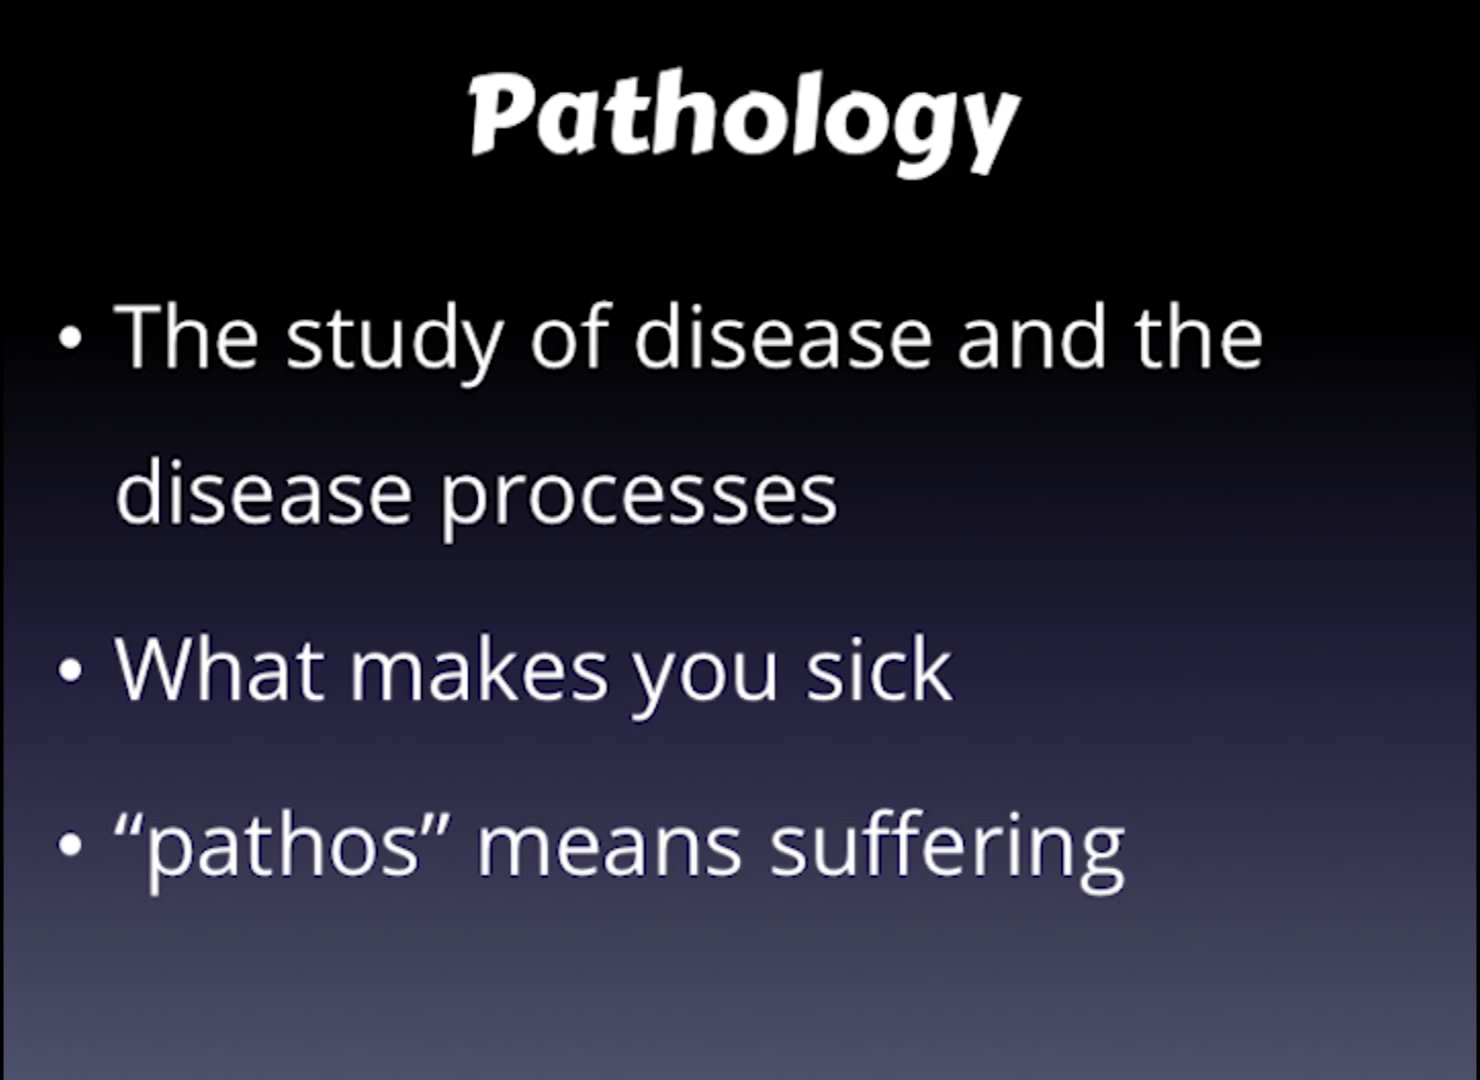 Pathology
• The study of disease and the
disease processes
• What makes you sick
• “pathos” means suffering